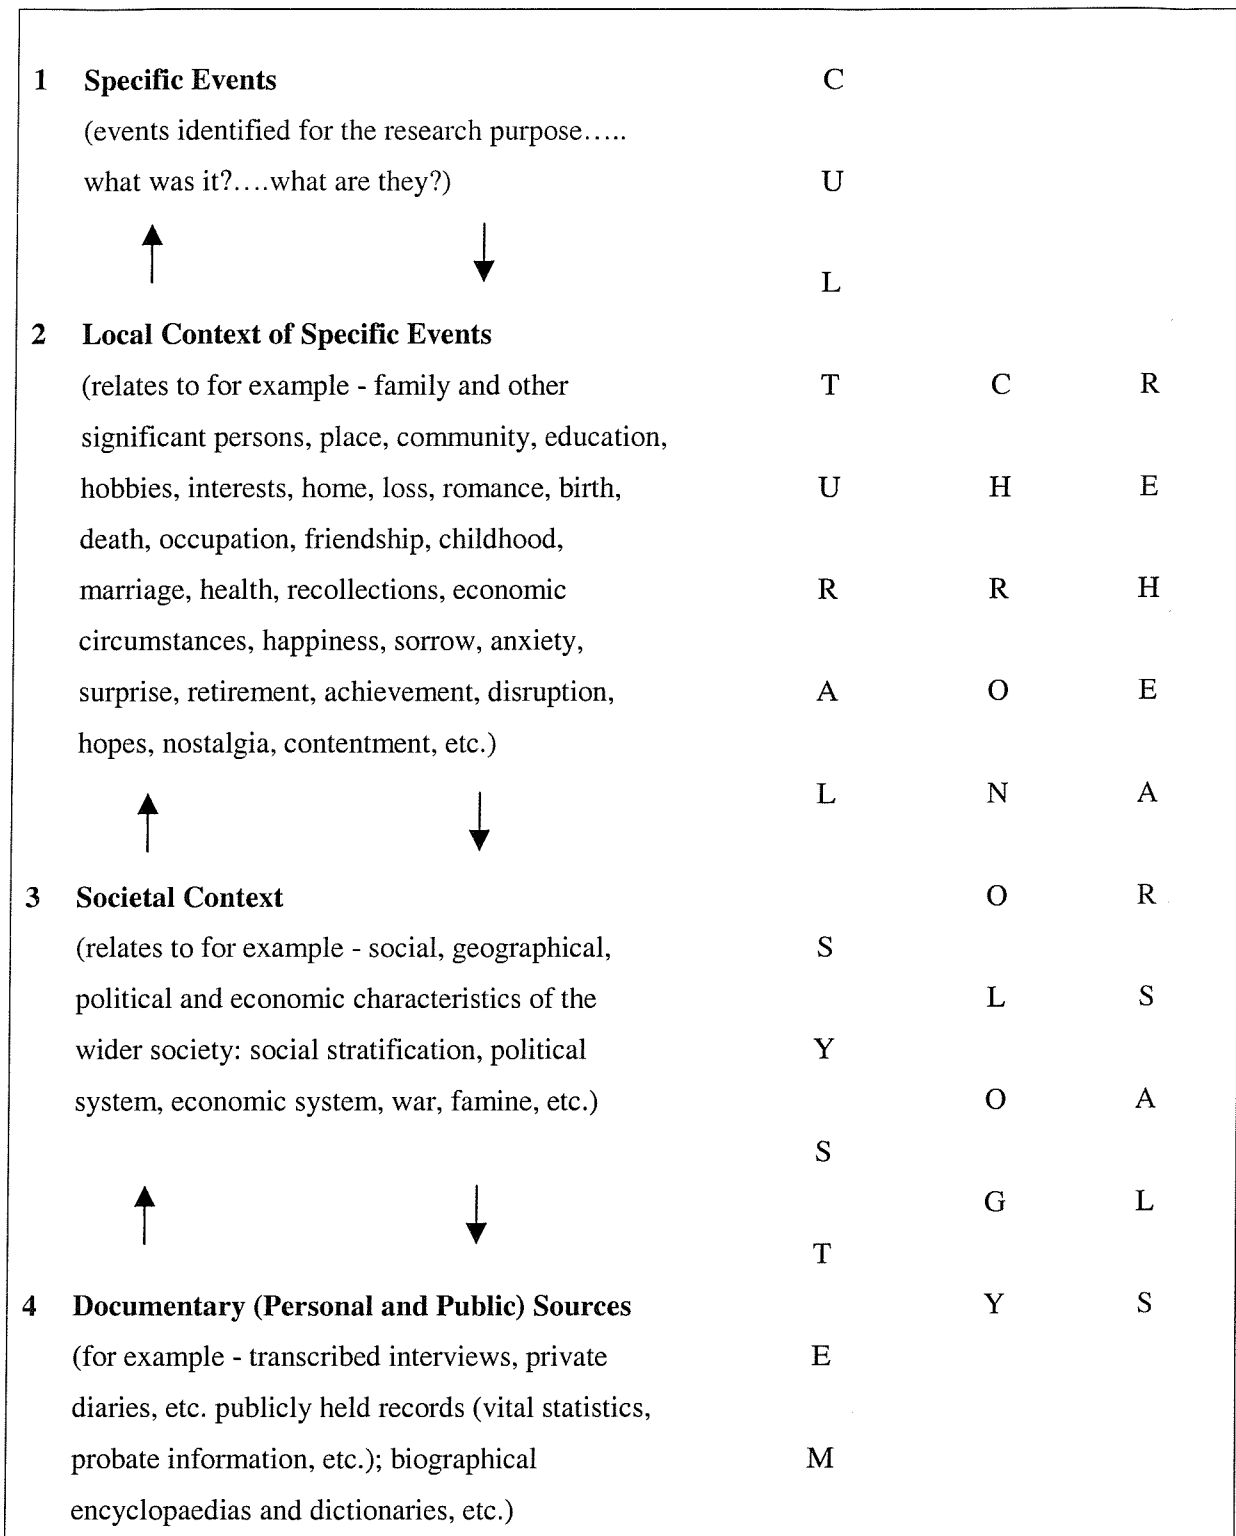 1 Specific Events
(events identified for the research purpose…..
what was it?….what are they?)
2 Local Context of Specific Events
(relates to for example - family and other
significant persons, place, community, education,
hobbies, interests, home, loss, romance, birth,
death, occupation, friendship, childhood,
marriage, health, recollections, economic
circumstances, happiness, sorrow, anxiety,
surprise, retirement, achievement, disruption,
hopes, nostalgia, contentment, etc.)
3 Societal Context
(relates to for example - social, geographical,
political and economic characteristics of the
wider society: social stratification, political
system, economic system, war, famine, etc.)
4 Documentary (Personal and Public) Sources
(for example - transcribed interviews, private
diaries, etc. publicly held records (vital statistics,
probate information, etc.); biographical
encyclopaedias and dictionaries, etc.)
CULTURAL SYSTEM
CHRONOLOGY
REHEARSALS